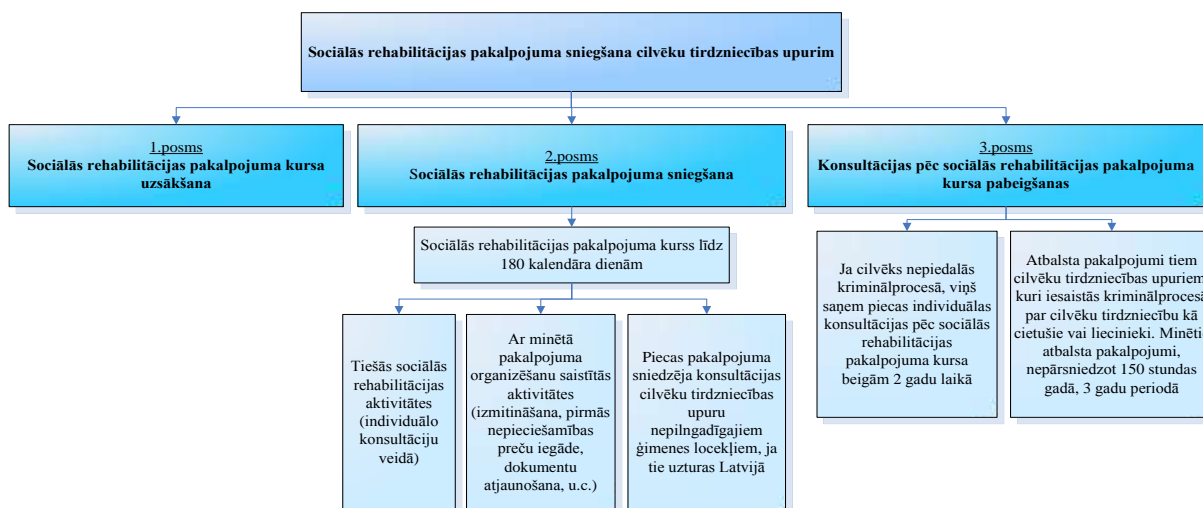 Sociālās rehabilitācijas pakalpojuma sniegšana cilvēku tirdzniecības upurim
1.posms
Sociālās rehabilitācijas pakalpojuma kursa
uzsākšana
2.posms
Sociālās rehabilitācijas pakalpojuma sniegšana
3.posms
Konsultācijas pēc sociālās rehabilitācijas pakalpojuma
kursa pabeigšanas
Sociālās rehabilitācijas pakalpojuma kurss līdz
180 kalendāra dienām
Tiešās sociālās
rehabilitācijas
aktivitātes
(individuālo
konsultāciju
veidā)
Ar minētā
pakalpojuma
organizēšanu saistītās
aktivitātes
(izmitināšana, pirmās
nepieciešamības
preču iegāde,
dokumentu
atjaunošana, u.c.)
Piecas pakalpojuma
sniedzēja konsultācijas
cilvēku tirdzniecības
upuru
nepilngadīgajiem
ģimenes locekļiem, ja
tie uzturas Latvijā
Ja cilvēks nepiedalās
kriminālprocesā, viņš
saņem piecas individuālas
konsultācijas pēc sociālās
rehabilitācijas
pakalpojuma kursa
beigām 2 gadu laikā
Atbalsta pakalpojumi tiem
cilvēku tirdzniecības upuriem
kuri iesaistās kriminālprocesā
par cilvēku tirdzniecību kā
cietušie vai liecinieki. Minētie
atbalsta pakalpojumi,
nepārsniedzot 150 stundas
gadā, 3 gadu periodā